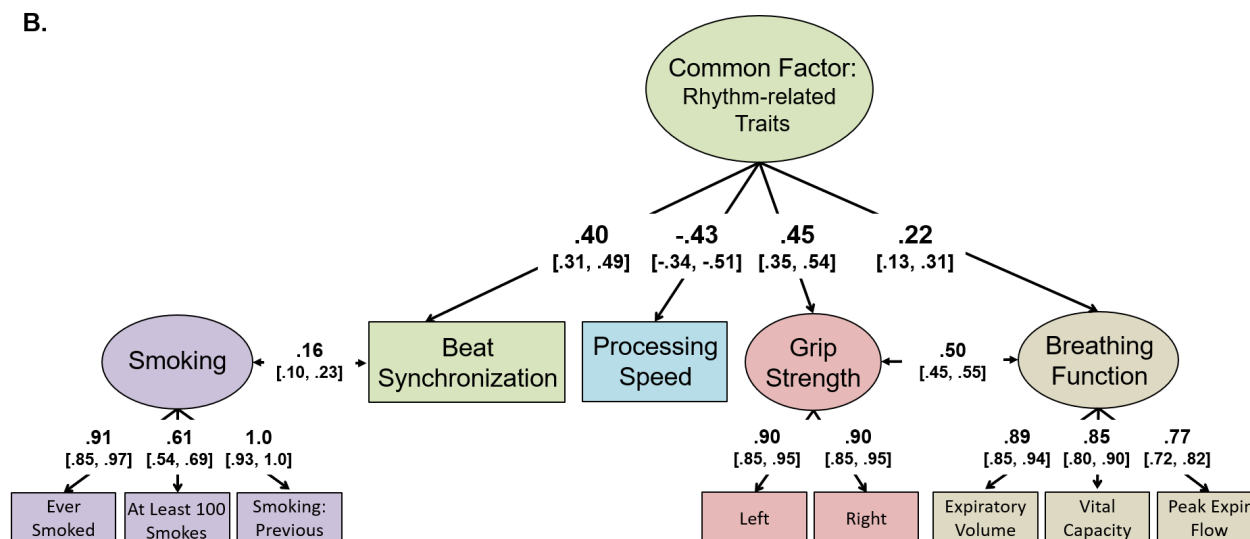 B.
Common Factor:
Rhythm-related
Traits
.40
[.31, .49]
-.43
[-.34, -.51]
.45
[.35, .54]
.22
[.13, .31]
Smoking
.16
[.10, .23]
Beat
Synchronization
Processing
Speed
Grip
Strength
.50
[.45, .55]
Breathing
Function
.91
[.85, .97]
.61
[.54, .69]
1.0
[.93, 1.0]
.90
[.85, .95]
.90
[.85, .95]
.89
[.85, .94]
.85
[.80, .90]
.77
[.72, .82]
Ever
Smoked
At Least 100
Smokes
Smoking:
Previous
Left
Right
Expiratory
Volume
Vital
Capacity
Peak Expir
Flow